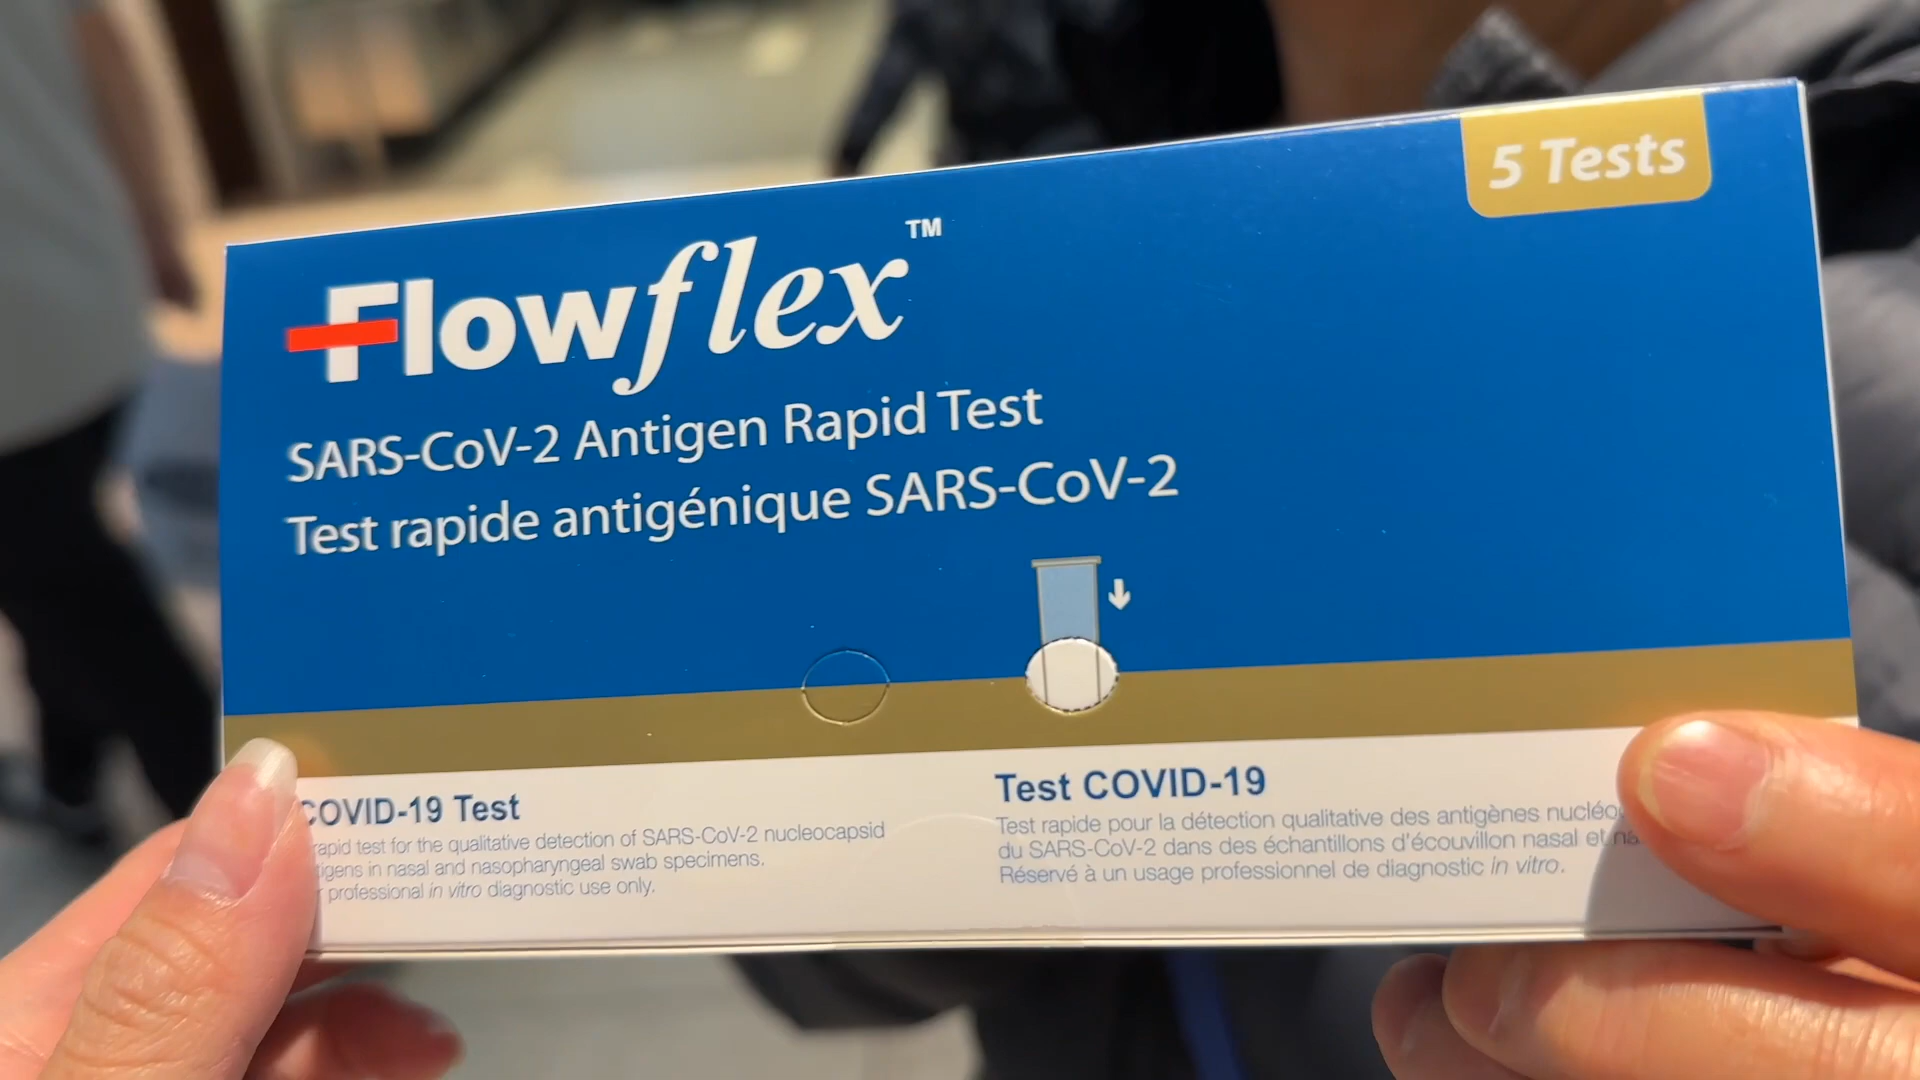 5 Tests
Flowflex™
SARS-CoV-2 Antigen Rapid Test
Test rapide antigénique SARS-CoV-2
COVID-19 Test
rapid test for the qualitative detection of SARS-CoV-2 nucleocapsid
in nasal and nasopharyngeal swab specimens.
professional in vitro diagnostic use only.
Test COVID-19
Test rapide pour la détection qualitative des antigènes
du SARS-CoV-2 dans des échantillons d'écouvillon nasal et
Réservé à un usage professionnel de diagnostic in vitro.